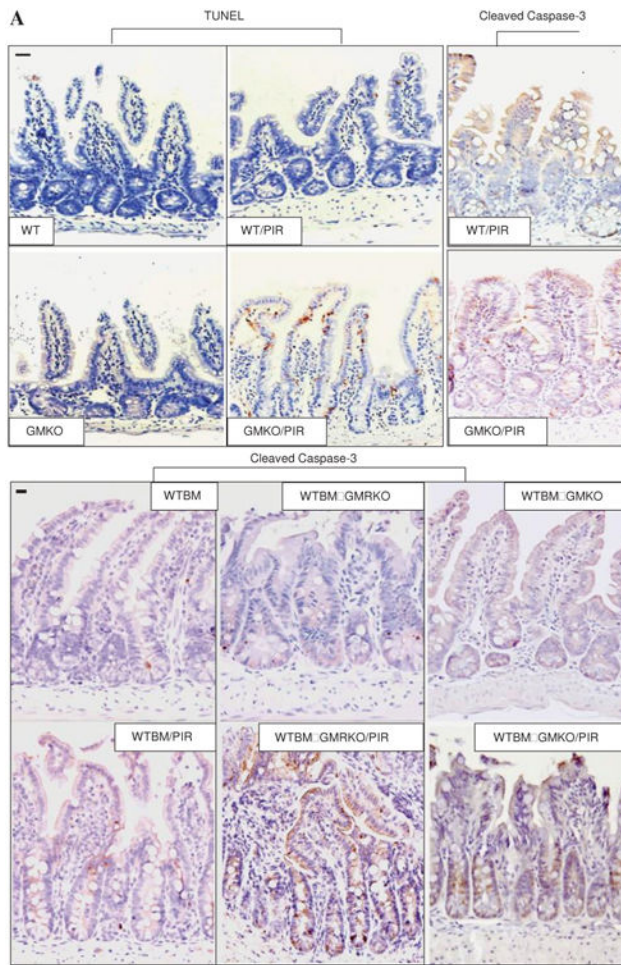 A
TUNEL
Cleaved Caspase-3
WT
WT/PIR
WT/PIR
GMKO
GMKO/PIR
GMKO/PIR
Cleaved Caspase-3
WTBM
WTBM□GMRKO
WTBM□GMKO
WTBM/PIR
WTBM□GMRKO/PIR
WTBM□GMKO/PIR